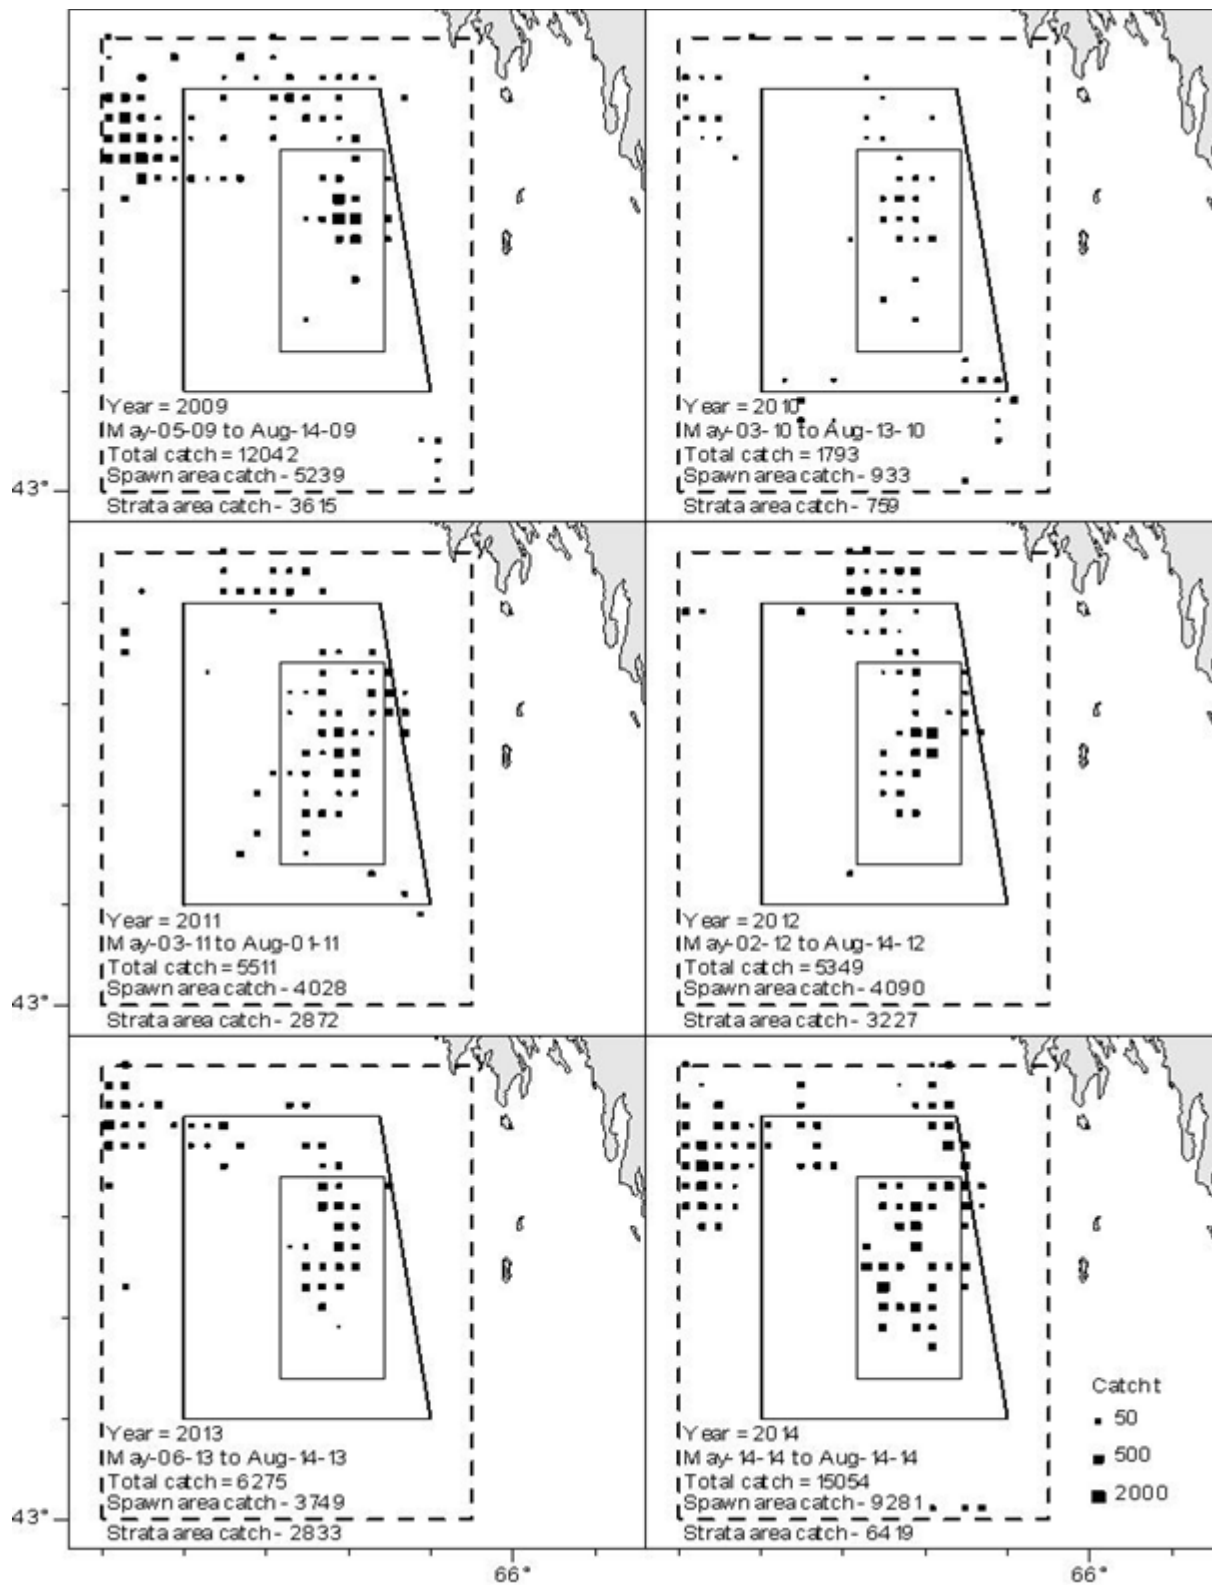 Year = 2009
May-05-09 to Aug-14-09
Total catch = 12042
Spawn area catch - 5239
43°
Strata area catch - 3615
Year = 2010
May-03-10 to Aug-13-10
Total catch = 1793
Spawn area catch - 933
Strata area catch - 759
Year = 2011
May-03-11 to Aug-01-11
Total catch = 5511
Spawn area catch - 4028
43°
Strata area catch - 2872
Year = 2012
May-02-12 to Aug-14-12
Total catch = 5349
Spawn area catch - 4090
Strata area catch - 3227
Year = 2013
May-06-13 to Aug-14-13
Total catch = 6275
Spawn area catch - 3749
43°
Strata area catch - 2833
Year = 2014
May-14-14 to Aug-14-14
Total catch = 15054
Spawn area catch - 9281
Strata area catch - 6419
Catch t
50
500
2000
66°
66°